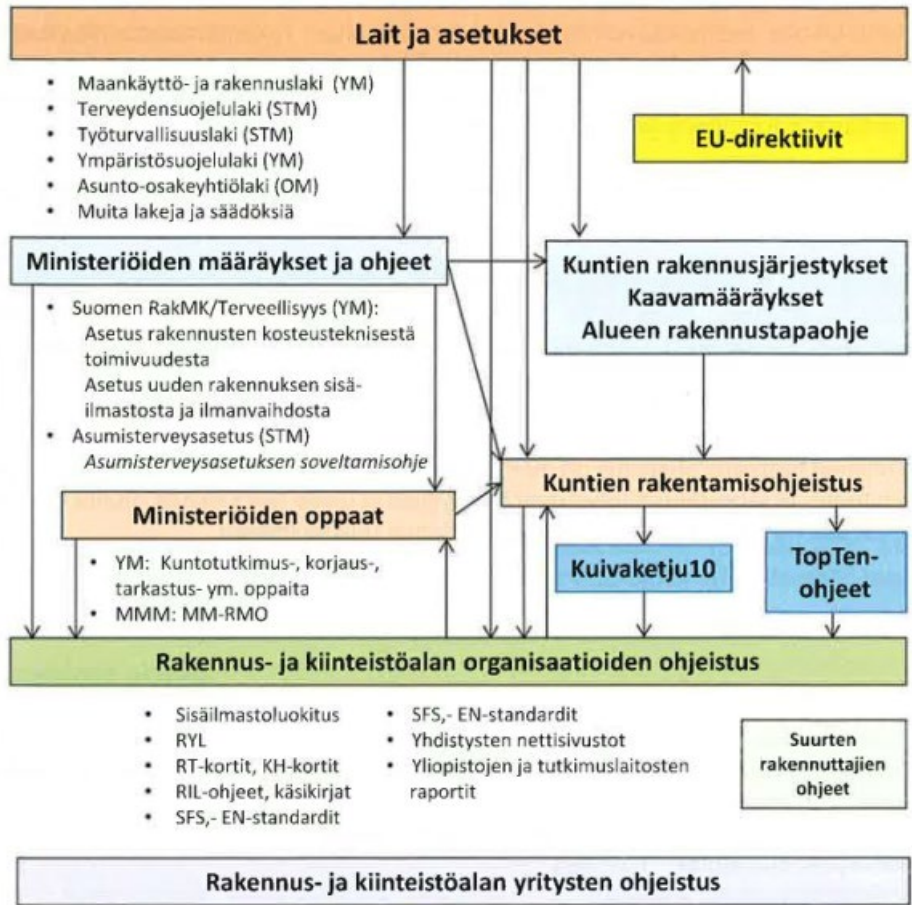 Lait ja asetukset
• Maankäyttö- ja rakennuslaki (YM)
• Terveydensuojelulaki (STM)
• Työturvallisuuslaki (STM)
• Ympäristösuojelulaki (YM)
• Asunto-osakeyhtiölaki (OM)
• Muita lakeja ja säädöksiä
EU-direktiivit
Ministeriöiden määräykset ja ohjeet
Kuntien rakennusjärjestykset
Kaavamääräykset
Alueen rakennustapaohje
• Suomen RakMK/Terveellisyys (YM):
Asetus rakennusten kosteusteknisestä
toimivuudesta
Asetus uuden rakennuksen sisä-
ilmastosta ja ilmanvaihdosta
• Asumisterveysasetus (STM)
Asumisterveysasetuksen soveltamisohje
Kuntien rakentamisohjeistus
Ministeriöiden oppaat
• YM: Kuntotutkimus-, korjaus-,
tarkastus- ym. oppaita
• MMM: MM-RMO
Kuivaketju10
TopTen-
ohjeet
Rakennus- ja kiinteistöalan organisaatioiden ohjeistus
• Sisäilmastoluokitus
• RYL
• RT-kortit, KH-kortit
• RIL-ohjeet, käsikirjat
• SFS,- EN-standardit
• SFS,- EN-standardit
• Yhdistysten nettisivustot
• Yliopistojen ja tutkimuslaitosten
raportit
Suurten
rakennuttajien
ohjeet
Rakennus- ja kiinteistöalan yritysten ohjeistus